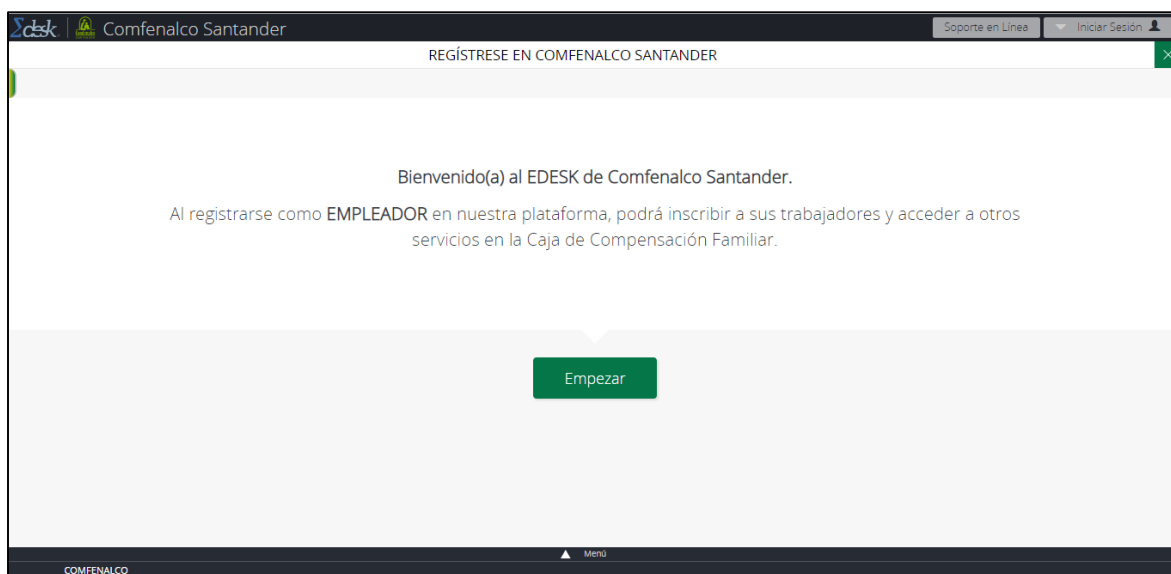 Σdesk. Comfenalco Santander Soporte en Línea Iniciar Sesión
REGÍSTRESE EN COMFENALCO SANTANDER
Bienvenido(a) al EDESK de Comfenalco Santander.
Al registrarse como EMPLEADOR en nuestra plataforma, podrá inscribir a sus trabajadores y acceder a otros
servicios en la Caja de Compensación Familiar.
Empezar
Menú
COMFENALCO